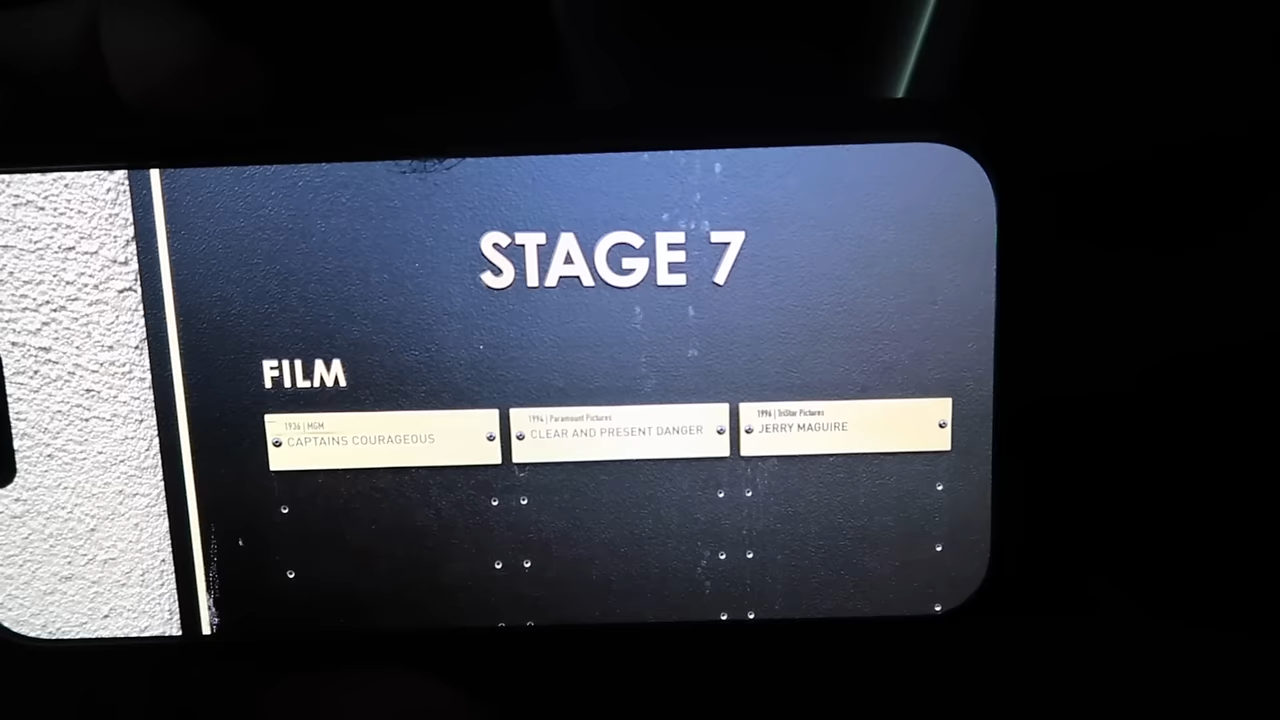 STAGE 7
FILM
1936 | MGM
CAPTAINS COURAGEOUS
1994 | Paramount Pictures
CLEAR AND PRESENT DANGER
1996 | TriStar Pictures
JERRY MAGUIRE